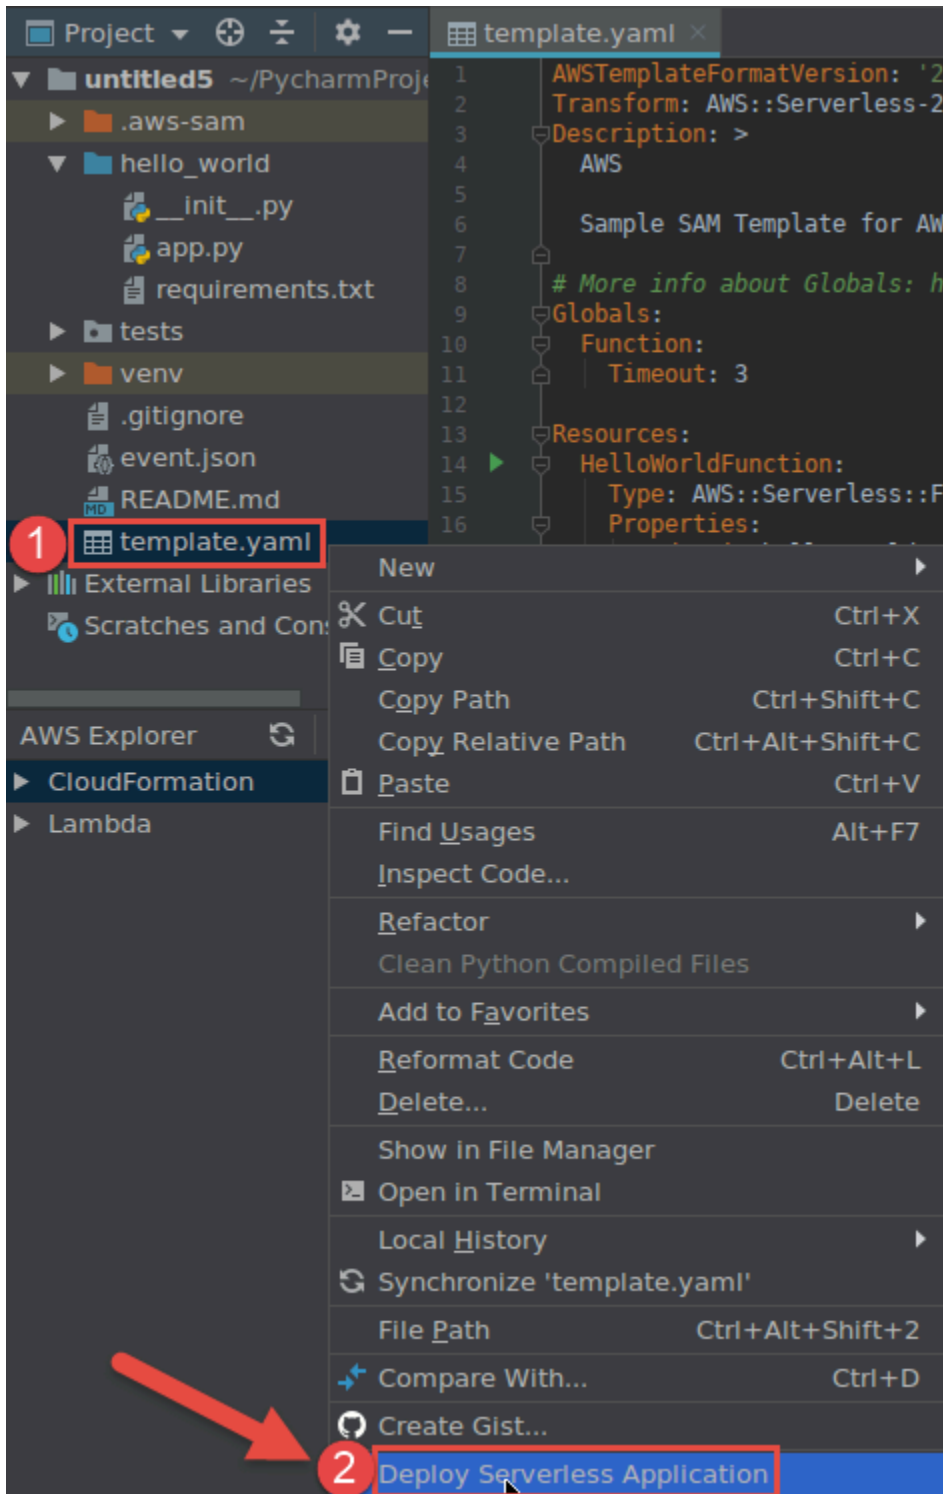 Project
untitled5 ~/PycharmProje
.aws-sam
hello_world
__init__.py
app.py
requirements.txt
tests
venv
.gitignore
event.json
MD README.md
1 template.yaml
External Libraries
Scratches and Cons
AWS Explorer
CloudFormation
Lambda
template.yaml
1 AWSTemplateFormatVersion: '2
2 Transform: AWS::Serverless-2
3 Description: >
4 AWS
5
6 Sample SAM Template for AW
7
8 # More info about Globals: h
9 Globals:
10 Function:
11 Timeout: 3
12
13 Resources:
14 HelloWorldFunction:
15 Type: AWS::Serverless::F
16 Properties:
New
Cut Ctrl+X
Copy Ctrl+C
Copy Path Ctrl+Shift+C
Copy Relative Path Ctrl+Alt+Shift+C
Paste Ctrl+V
Find Usages Alt+F7
Inspect Code...
Refactor
Clean Python Compiled Files
Add to Favorites
Reformat Code Ctrl+Alt+L
Delete... Delete
Show in File Manager
Open in Terminal
Local History
Synchronize 'template.yaml'
File Path Ctrl+Alt+Shift+2
Compare With... Ctrl+D
Create Gist...
2 Deploy Serverless Application